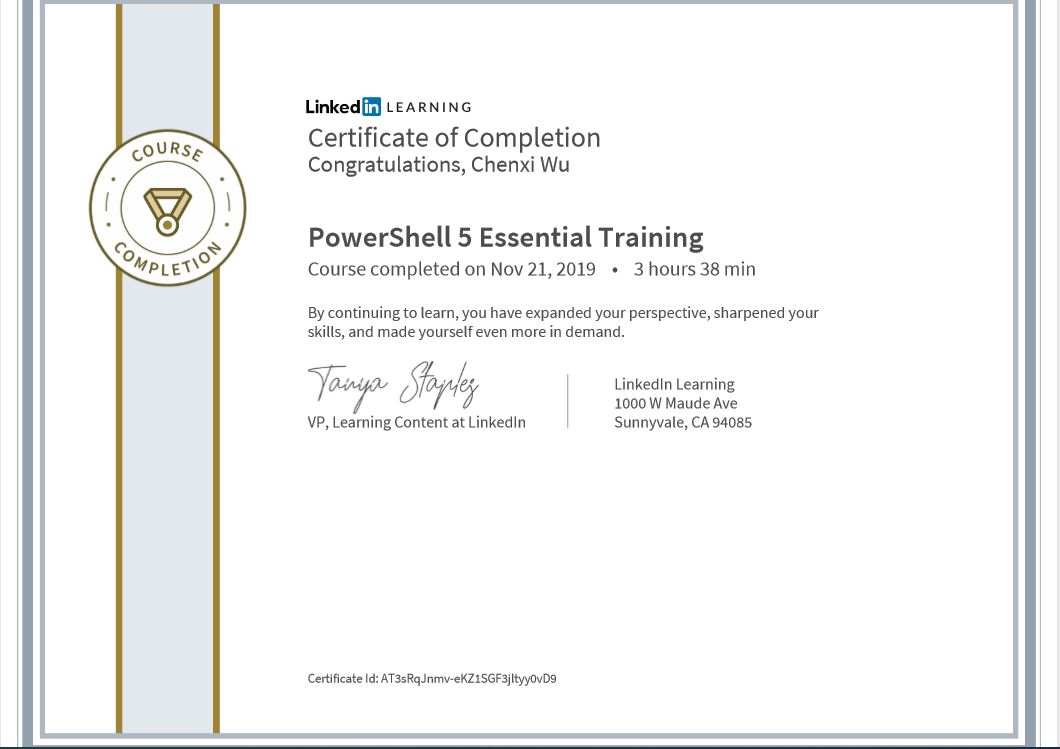 LinkedIn LEARNING
Certificate of Completion
Congratulations, Chenxi Wu
COURSE
COMPLETION
PowerShell 5 Essential Training
Course completed on Nov 21, 2019 • 3 hours 38 min
By continuing to learn, you have expanded your perspective, sharpened your
skills, and made yourself even more in demand.
Tanya Staples
VP, Learning Content at LinkedIn
LinkedIn Learning
1000 W Maude Ave
Sunnyvale, CA 94085
Certificate Id: AT3sRqJnmv-eKZ1SGF3jltyy0vD9